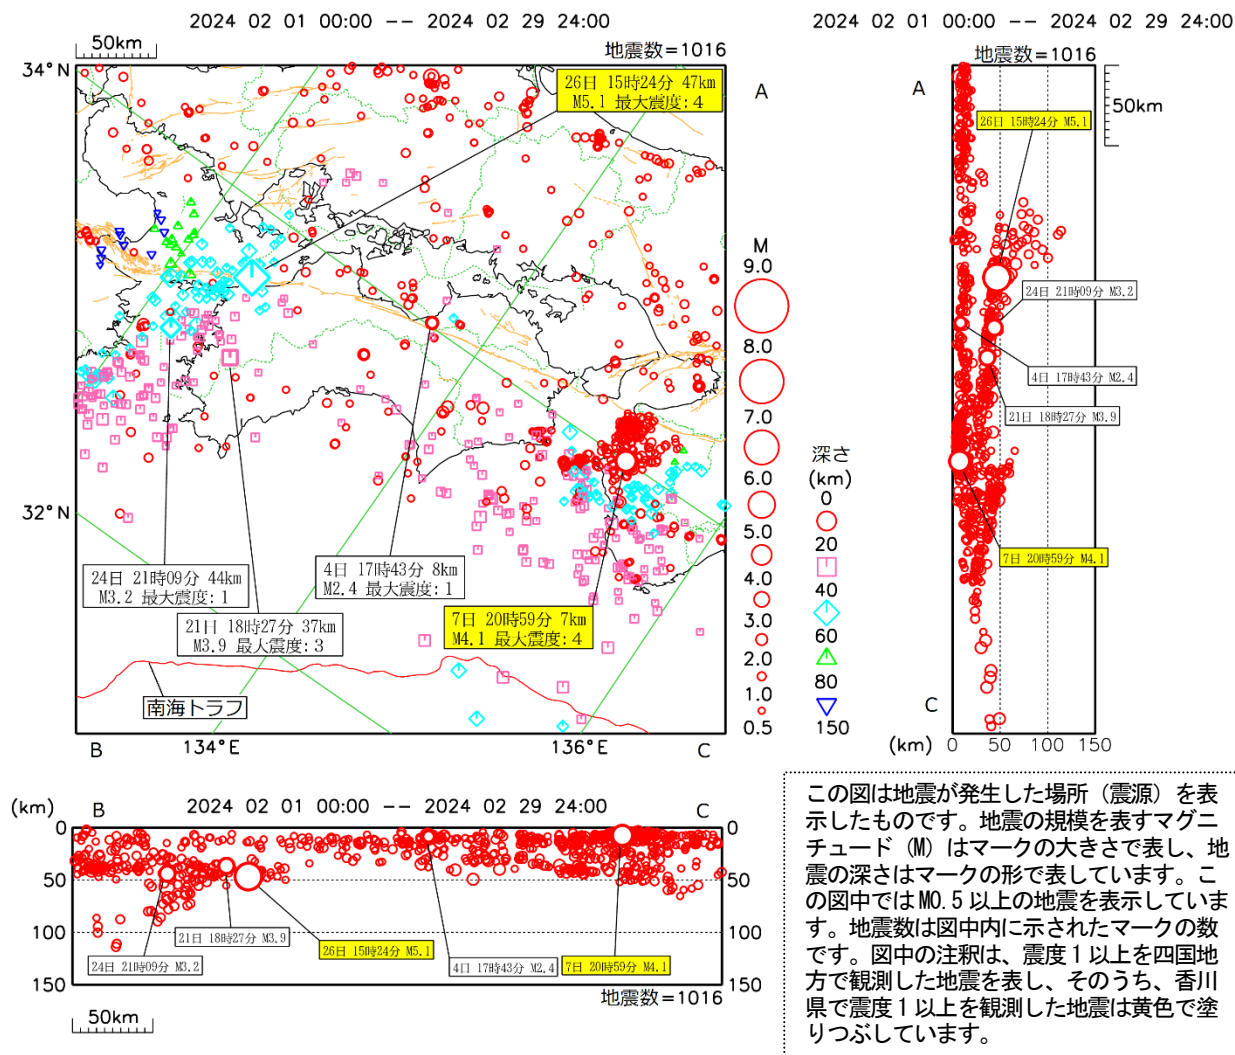 2024 02 01 00:00 -- 2024 02 29 24:00
50km
地震数=1016
34°N
32°N
26日 15時24分 47km
M5.1 最大震度:4
24日 21時09分 44km
M3.2 最大震度:1
21日 18時27分 37km
M3.9 最大震度:3
4日 17時43分 8km
M2.4 最大震度:1
7日 20時59分 7km
M4.1 最大震度:4
南海トラフ
A
B
134°E
136°E
C
M
9.0
8.0
7.0
6.0
5.0
4.0
3.0
2.0
1.0
0.5
深さ
(km)
0
20
40
60
80
150
2024 02 01 00:00 -- 2024 02 29 24:00
地震数=1016
A
50km
26日 15時24分 M5.1
24日 21時09分 M3.2
4日 17時43分 M2.4
21日 18時27分 M3.9
7日 20時59分 M4.1
C
(km)
0 50 100 150
(km)
B
2024 02 01 00:00 -- 2024 02 29 24:00
C
0
50
100
150
0
50
100
150
21日 18時27分 M3.9
26日 15時24分 M5.1
24日 21時09分 M3.2
4日 17時43分 M2.4
7日 20時59分 M4.1
地震数=1016
50km
この図は地震が発生した場所（震源）を表
示したものです。地震の規模を表すマグニ
チュード（M）はマークの大きさで表し、地
震の深さはマークの形で表しています。こ
の図中ではM0.5以上の地震を表示していま
す。地震数は図中内に示されたマークの数
です。図中の注釈は、震度１以上を四国地
方で観測した地震を表し、そのうち、香川
県で震度１以上を観測した地震は黄色で塗
りつぶしています。